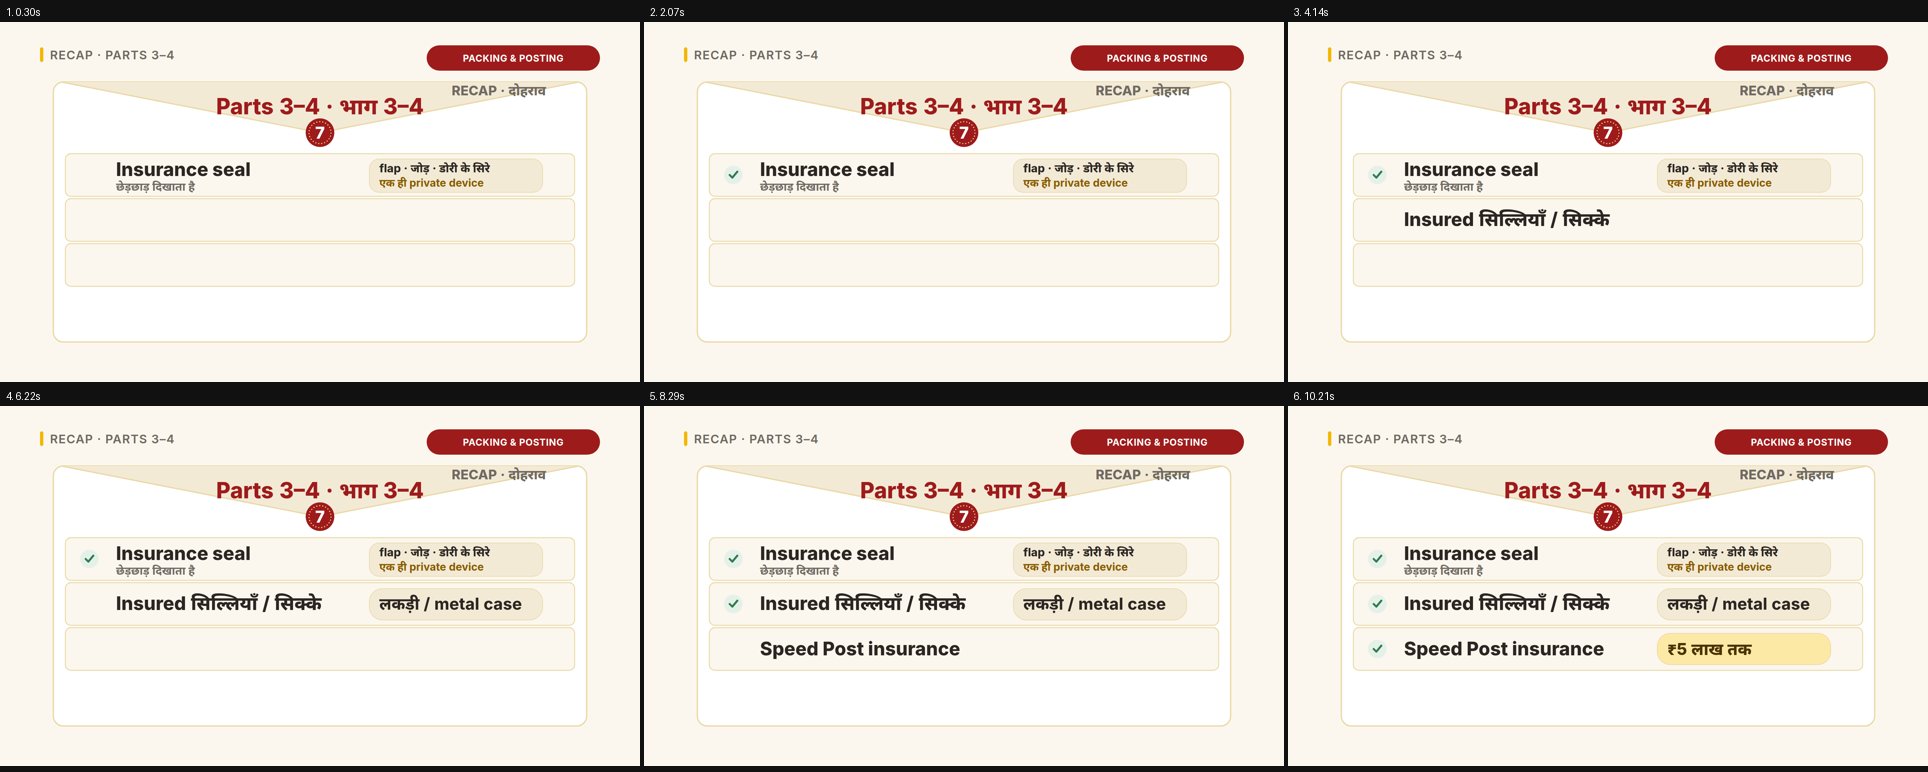 1. 0.30s
RECAP · PARTS 3–4
PACKING & POSTING
RECAP · दोहराव
Parts 3–4 · भाग 3–4
7
Insurance seal
छेड़छाड़ दिखाता है
flap · जोड़ · डोरी के सिरे
एक ही private device
2. 2.07s
RECAP · PARTS 3–4
PACKING & POSTING
RECAP · दोहराव
Parts 3–4 · भाग 3–4
7
Insurance seal
छेड़छाड़ दिखाता है
flap · जोड़ · डोरी के सिरे
एक ही private device
3. 4.14s
RECAP · PARTS 3–4
PACKING & POSTING
RECAP · दोहराव
Parts 3–4 · भाग 3–4
7
Insurance seal
छेड़छाड़ दिखाता है
flap · जोड़ · डोरी के सिरे
एक ही private device
Insured सिल्लियाँ / सिक्के
4. 6.22s
RECAP · PARTS 3–4
PACKING & POSTING
RECAP · दोहराव
Parts 3–4 · भाग 3–4
7
Insurance seal
छेड़छाड़ दिखाता है
flap · जोड़ · डोरी के सिरे
एक ही private device
Insured सिल्लियाँ / सिक्के
लकड़ी / metal case
5. 8.29s
RECAP · PARTS 3–4
PACKING & POSTING
RECAP · दोहराव
Parts 3–4 · भाग 3–4
7
Insurance seal
छेड़छाड़ दिखाता है
flap · जोड़ · डोरी के सिरे
एक ही private device
Insured सिल्लियाँ / सिक्के
लकड़ी / metal case
Speed Post insurance
6. 10.21s
RECAP · PARTS 3–4
PACKING & POSTING
RECAP · दोहराव
Parts 3–4 · भाग 3–4
7
Insurance seal
छेड़छाड़ दिखाता है
flap · जोड़ · डोरी के सिरे
एक ही private device
Insured सिल्लियाँ / सिक्के
लकड़ी / metal case
Speed Post insurance
₹5 लाख तक